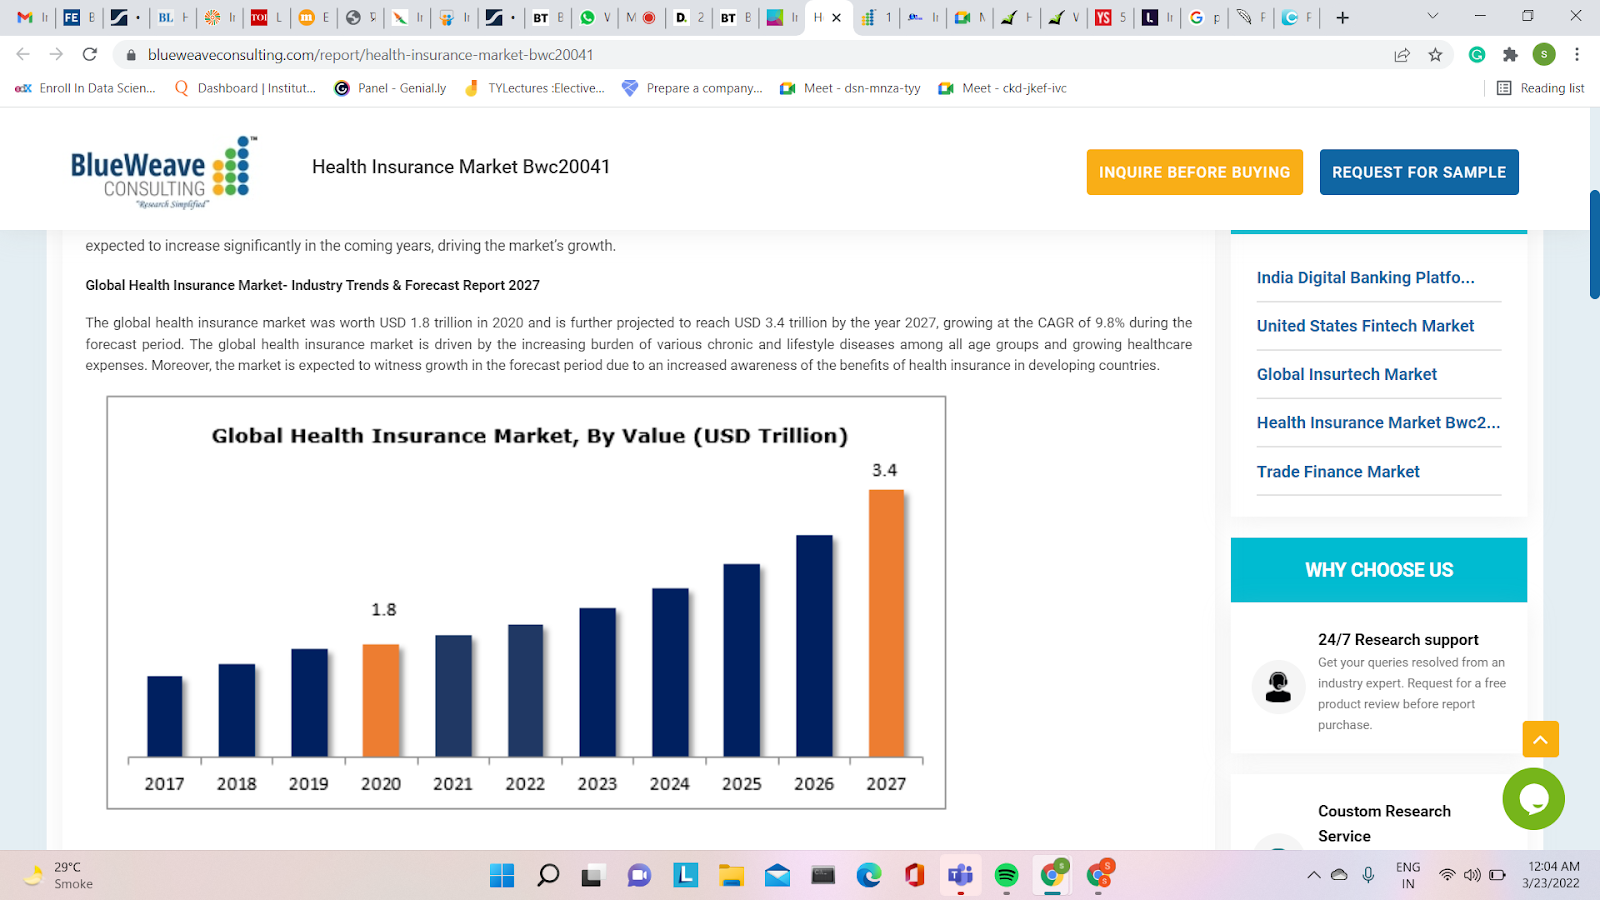 FE
BL
TOI
BT
D.
2
BT
H
1
YS
5
L
blueweaveconsulting.com/report/health-insurance-market-bwc20041
edX Enroll In Data Scien...
Dashboard | Institut...
Panel - Genial.ly
TYLectures :Elective...
Prepare a company...
Meet - dsn-mnza-tyy
Meet - ckd-jkef-ivc
Reading list
BlueWeave
CONSULTING
"Research Simplified"
TM
Health Insurance Market Bwc20041
INQUIRE BEFORE BUYING
REQUEST FOR SAMPLE
expected to increase significantly in the coming years, driving the market's growth.
Global Health Insurance Market- Industry Trends & Forecast Report 2027
The global health insurance market was worth USD 1.8 trillion in 2020 and is further projected to reach USD 3.4 trillion by the year 2027, growing at the CAGR of 9.8% during the
forecast period. The global health insurance market is driven by the increasing burden of various chronic and lifestyle diseases among all age groups and growing healthcare
expenses. Moreover, the market is expected to witness growth in the forecast period due to an increased awareness of the benefits of health insurance in developing countries.
Global Health Insurance Market, By Value (USD Trillion)
3.4
1.8
2017 2018 2019 2020 2021 2022 2023 2024 2025 2026 2027
India Digital Banking Platfo...
United States Fintech Market
Global Insurtech Market
Health Insurance Market Bwc2...
Trade Finance Market
WHY CHOOSE US
24/7 Research support
Get your queries resolved from an
industry expert. Request for a free
product review before report
purchase.
Coustom Research
Service
29°C
Smoke
ENG
IN
12:04 AM
3/23/2022